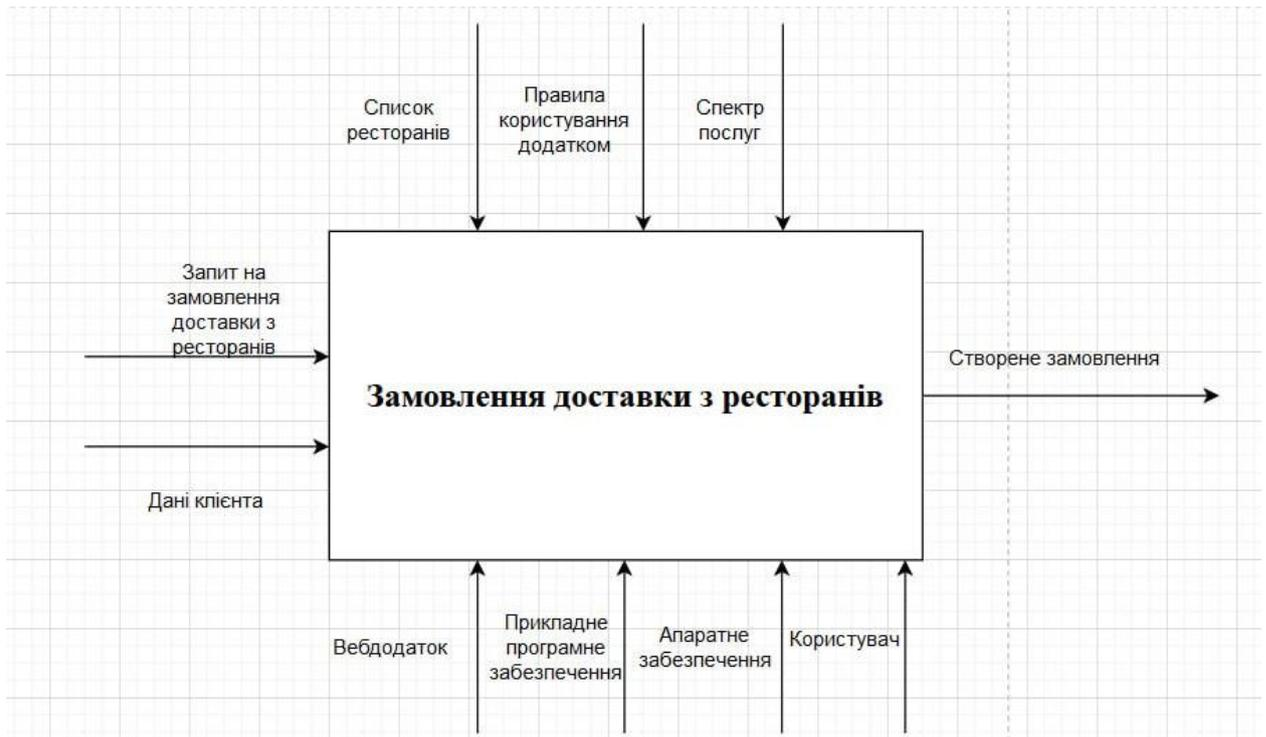 Список
ресторанів
Правила
користування
додатком
Спектр
послуг
Запит на
замовлення
доставки з
ресторанів
Замовлення доставки з ресторанів
Створене замовлення
Дані клієнта
Вебдодаток
Прикладне
програмне
забезпечення
Апаратне
забезпечення
Користувач